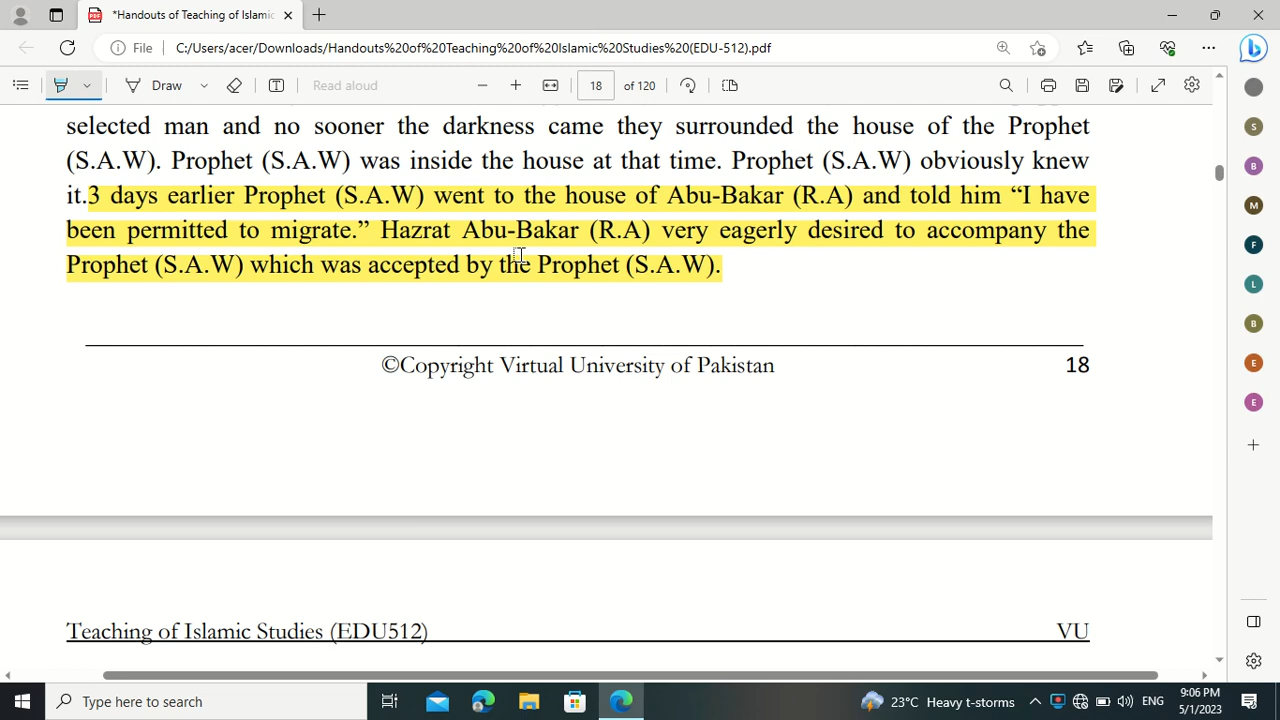 *Handouts of Teaching of Islamic
File
C:/Users/acer/Downloads/Handouts%20of%20Teaching%20of%20Islamic%20Studies%20(EDU-512).pdf
Draw
Read aloud
18
of 120
selected man and no sooner the darkness came they surrounded the house of the Prophet
(S.A.W). Prophet (S.A.W) was inside the house at that time. Prophet (S.A.W) obviously knew
it.3 days earlier Prophet (S.A.W) went to the house of Abu-Bakar (R.A) and told him “I have
been permitted to migrate.” Hazrat Abu-Bakar (R.A) very eagerly desired to accompany the
Prophet (S.A.W) which was accepted by the Prophet (S.A.W).
©Copyright Virtual University of Pakistan
18
Teaching of Islamic Studies (EDU512)
VU
S
B
M
F
L
B
E
E
Type here to search
23°C Heavy t-storms
ENG
9:06 PM
5/1/2023